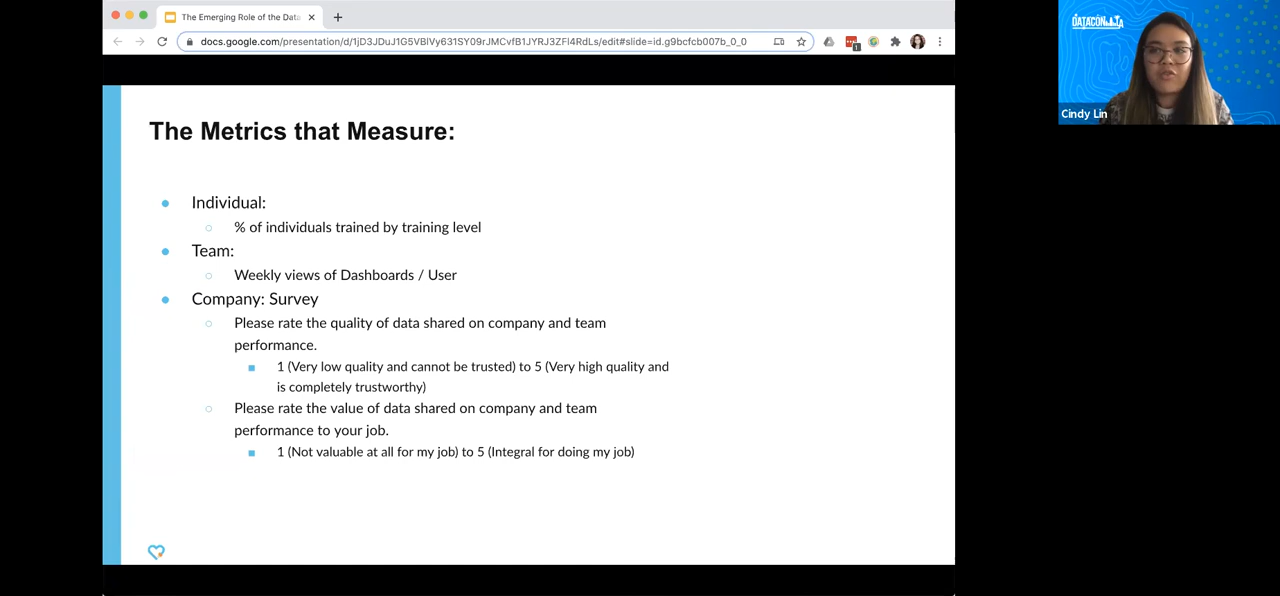 The Emerging Role of the Data
docs.google.com/presentation/d/1jD3JDuJ1G5VBlVy631SY09rJMCvfB1JYRJ3ZFl4RdLs/edit#slide=id.g9bcfcb007b_0_0
1
DATACON LA
Cindy Lin
The Metrics that Measure:
Individual:
% of individuals trained by training level
Team:
Weekly views of Dashboards / User
Company: Survey
Please rate the quality of data shared on company and team
performance.
1 (Very low quality and cannot be trusted) to 5 (Very high quality and
is completely trustworthy)
Please rate the value of data shared on company and team
performance to your job.
1 (Not valuable at all for my job) to 5 (Integral for doing my job)